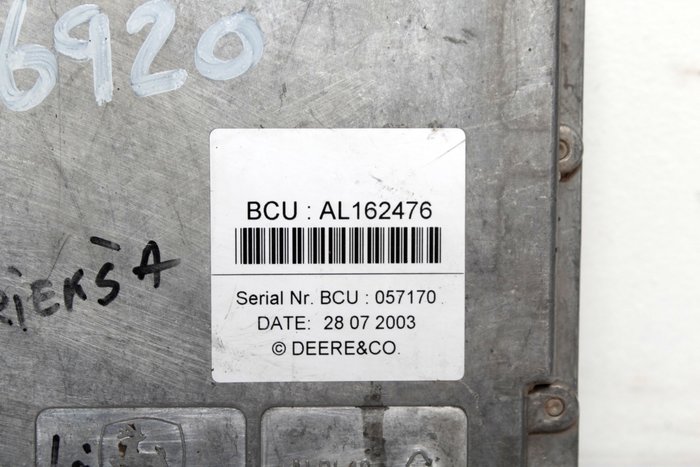 6920
BCU : AL162476
Serial Nr. BCU : 057170
DATE: 28 07 2003
© DEERE&CO.